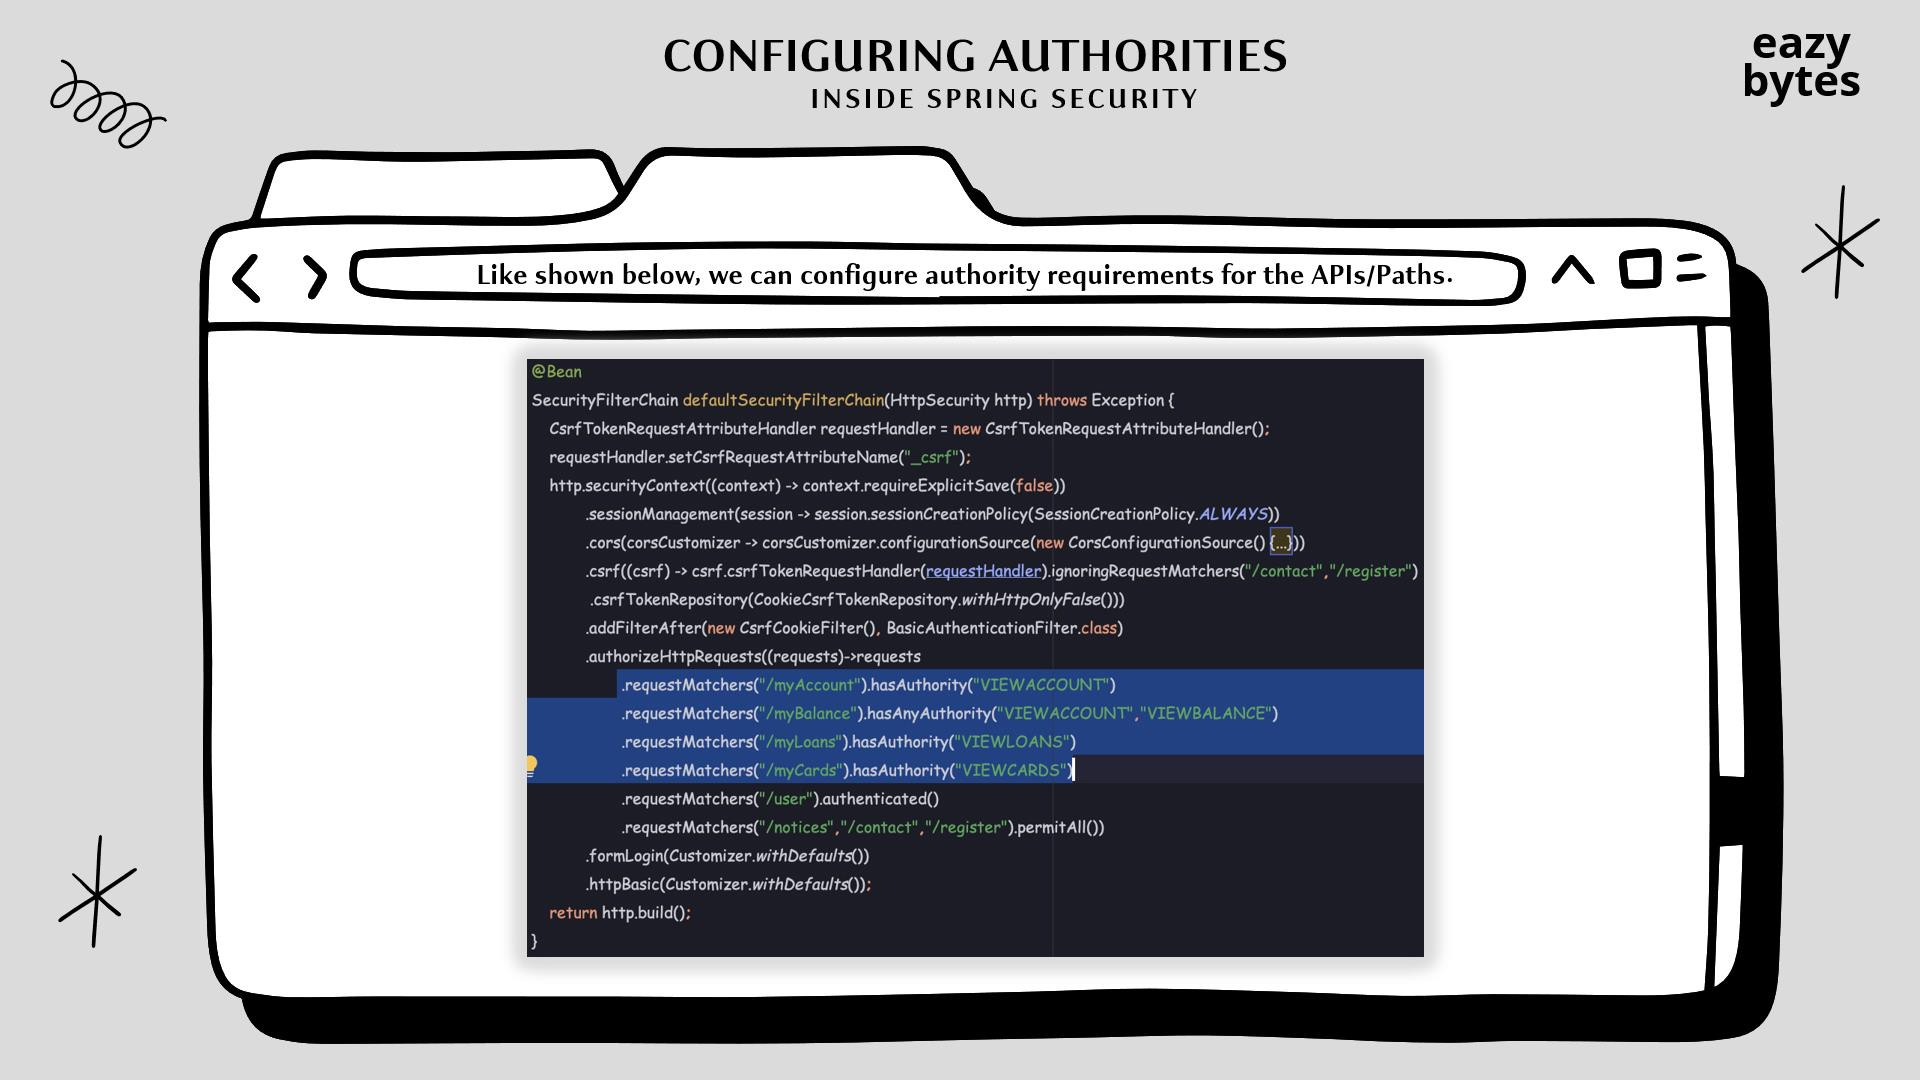 CONFIGURING AUTHORITIES
INSIDE SPRING SECURITY
eazy
bytes
Like shown below, we can configure authority requirements for the APIs/Paths.
@Bean
SecurityFilterChain defaultSecurityFilterChain(HttpSecurity http) throws Exception {
CsrfTokenRequestAttributeHandler requestHandler = new CsrfTokenRequestAttributeHandler();
requestHandler.setCsrfRequestAttributeName("_csrf");
http.securityContext((context) -> context.requireExplicitSave(false))
.sessionManagement(session -> session.sessionCreationPolicy(SessionCreationPolicy.ALWAYS))
.cors(corsCustomizer -> corsCustomizer.configurationSource(new CorsConfigurationSource() {...}))
.csrf((csrf) -> csrf.csrfTokenRequestHandler(requestHandler).ignoringRequestMatchers("/contact","/register")
.csrfTokenRepository(CookieCsrfTokenRepository.withHttpOnlyFalse()))
.addFilterAfter(new CsrfCookieFilter(), BasicAuthenticationFilter.class)
.authorizeHttpRequests((requests)->requests
.requestMatchers("/myAccount").hasAuthority("VIEWACCOUNT")
.requestMatchers("/myBalance").hasAnyAuthority("VIEWACCOUNT","VIEWBALANCE")
.requestMatchers("/myLoans").hasAuthority("VIEWLOANS")
.requestMatchers("/myCards").hasAuthority("VIEWCARDS")
.requestMatchers("/user").authenticated()
.requestMatchers("/notices","/contact","/register").permitAll())
.formLogin(Customizer.withDefaults())
.httpBasic(Customizer.withDefaults());
return http.build();
}